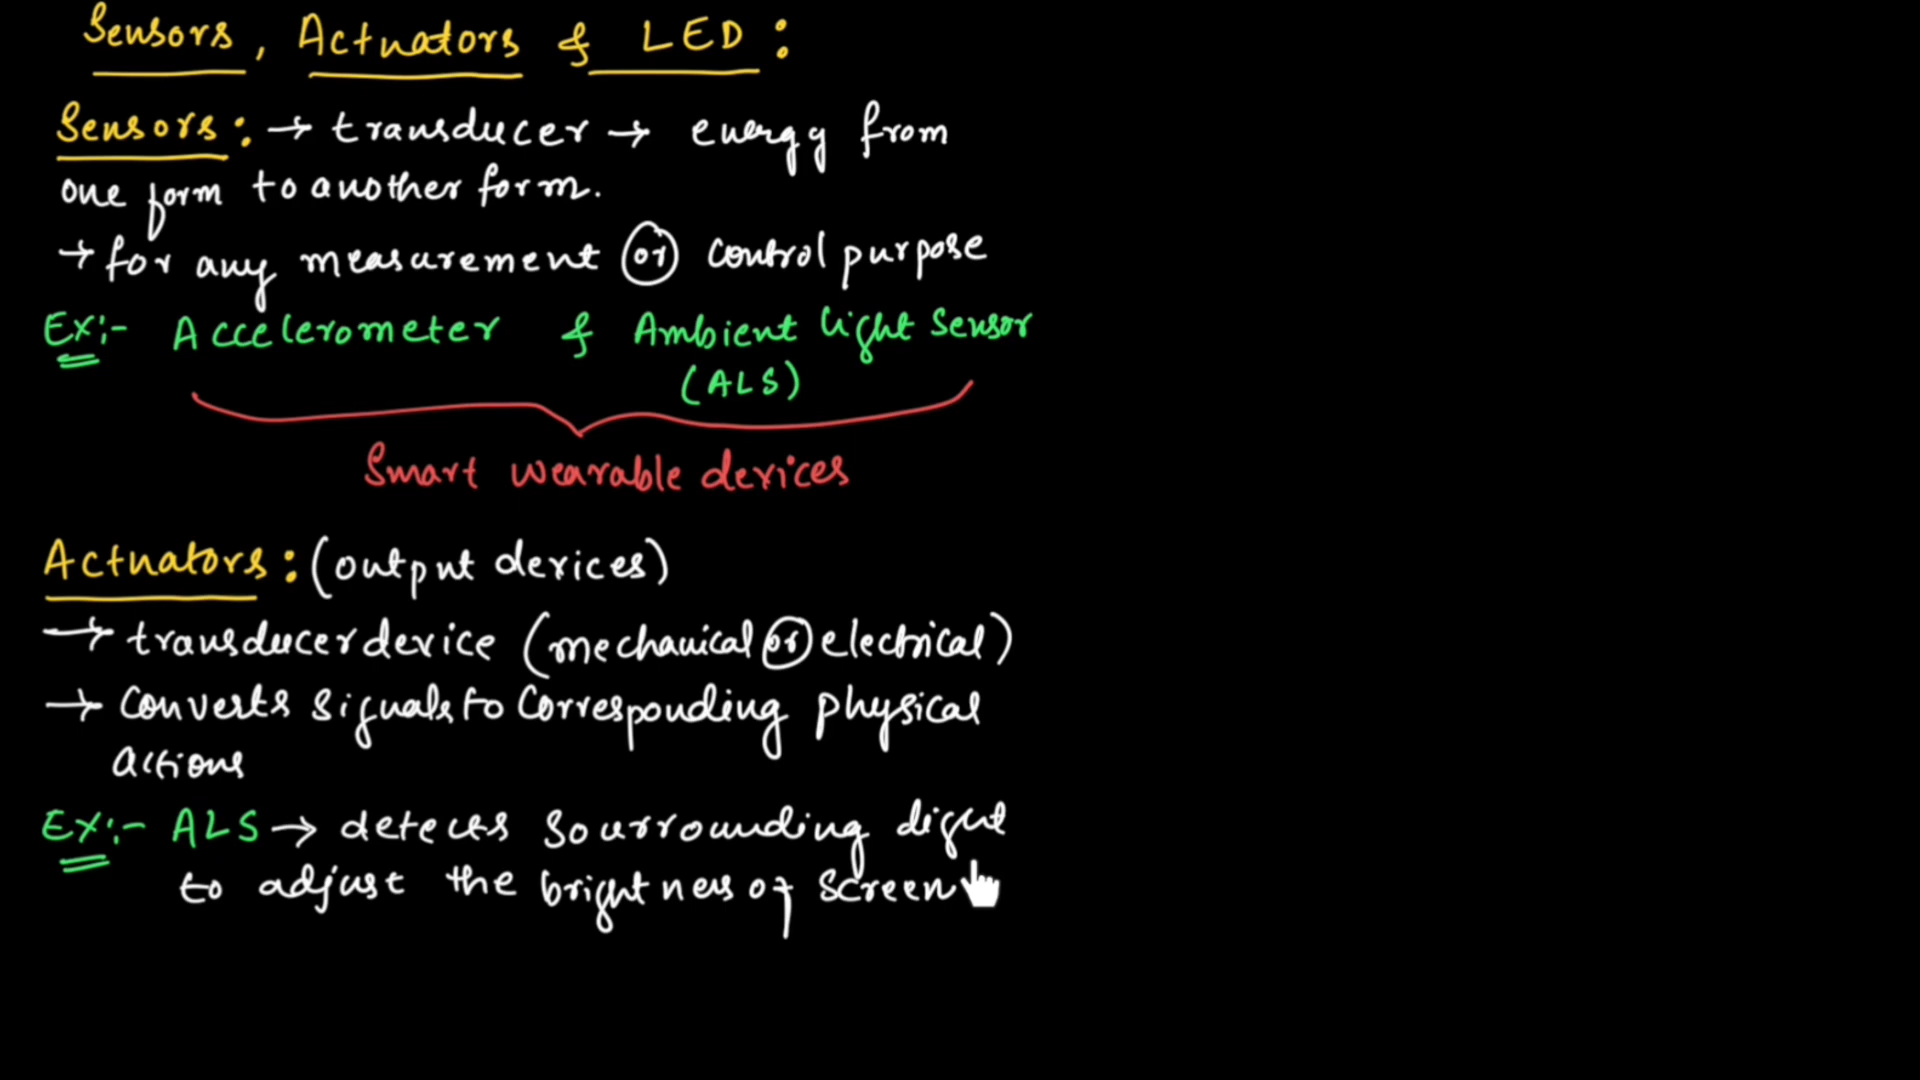 Sensors, Actuators & LED :
Sensors : → transducer → energy from
one form to another form.
→ for any measurement or control purpose
Ex:- Accelerometer & Ambient light Sensor
(ALS)
Smart wearable devices
Actuators : (output devices)
→ transducer device (mechanical or electrical)
→ Converts Signals to Corresponding physical
actions
Ex:- ALS → detects Sourrounding light
to adjust the brightness of Screen